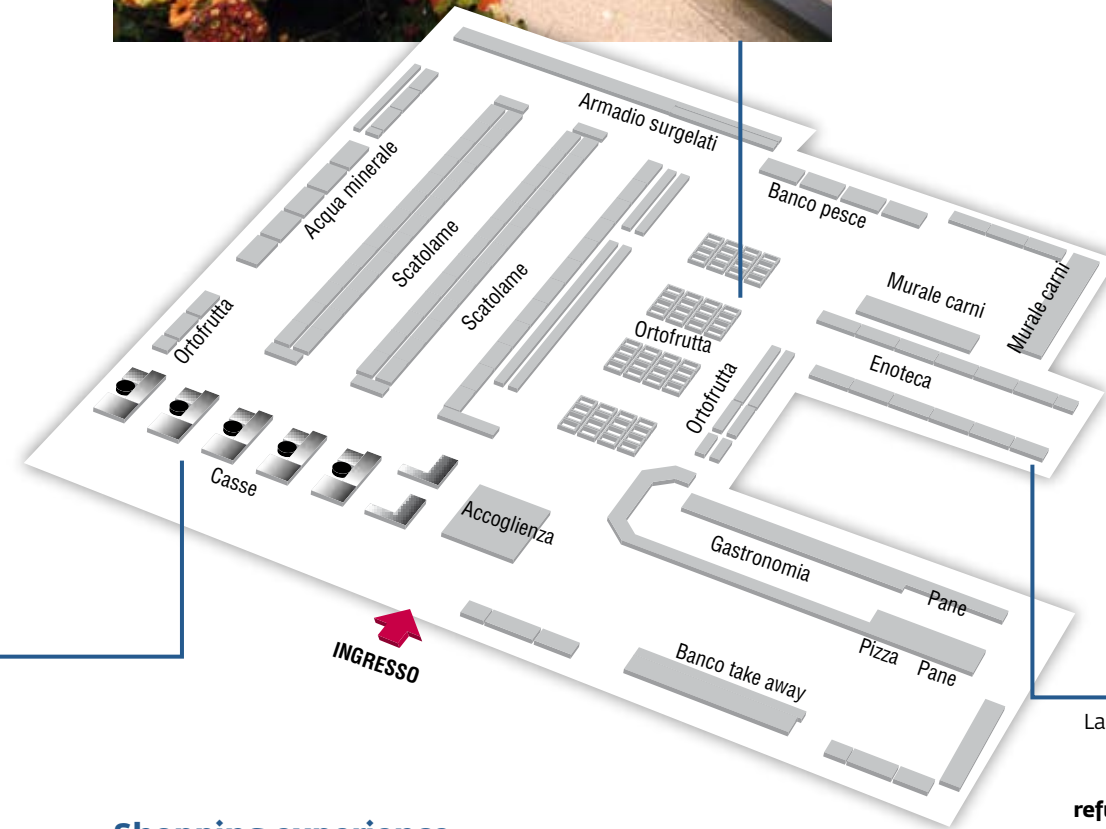 Armadio surgelati
Banco pesce
Acqua minerale
Scatolame
Scatolame
Murale carni
Murale carni
Ortofrutta
Ortofrutta
Ortofrutta
Enoteca
Casse
Accoglienza
Gastronomia
Pane
INGRESSO
Pizza
Pane
Banco take away
La